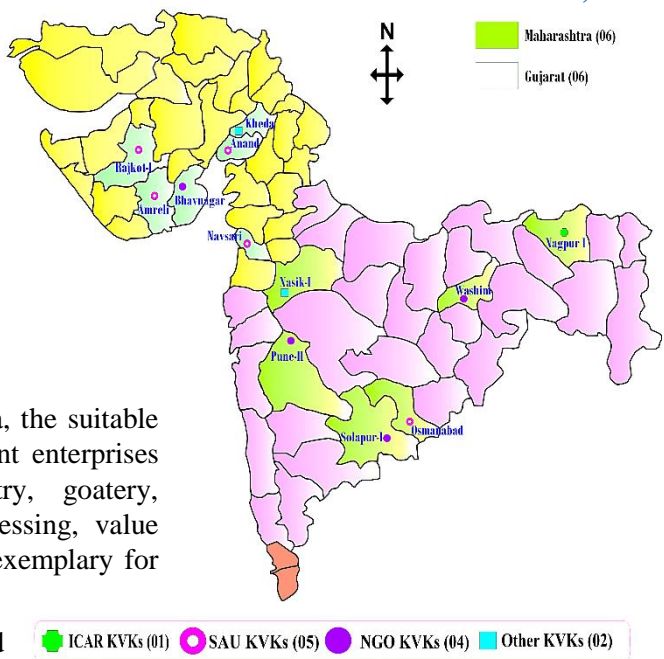 N
Maharashtra (06)
Gujarat (06)
Kheda
Anand
Rajkot-I
Amreli
Bhavnagar
Navsari
Nagpur I
Nasik-I
Washim
Pune-II
Osmanabad
Solapur-I
a, the suitable
nt enterprises
try, goatery,
essing, value
exemplary for
ICAR KVKs (01) SAU KVKs (05) NGO KVKs (04) Other KVKs (02)